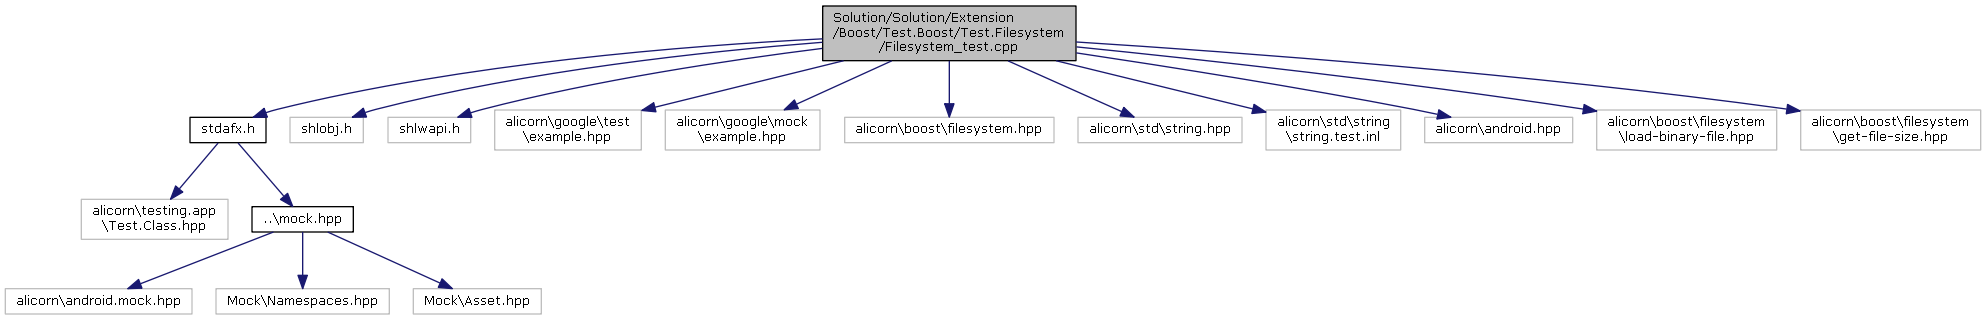 Solution/Solution/Extension
/Boost/Test.Boost/Test.Filesystem
/Filesystem_test.cpp
stdafx.h
shlobj.h
shlwapi.h
alicorn\google\test
\example.hpp
alicorn\google\mock
\example.hpp
alicorn\boost\filesystem.hpp
alicorn\std\string.hpp
alicorn\std\string
\string.test.inl
alicorn\android.hpp
alicorn\boost\filesystem
\load-binary-file.hpp
alicorn\boost\filesystem
\get-file-size.hpp
alicorn\testing.app
\Test.Class.hpp
..\mock.hpp
alicorn\android.mock.hpp
Mock\Namespaces.hpp
Mock\Asset.hpp